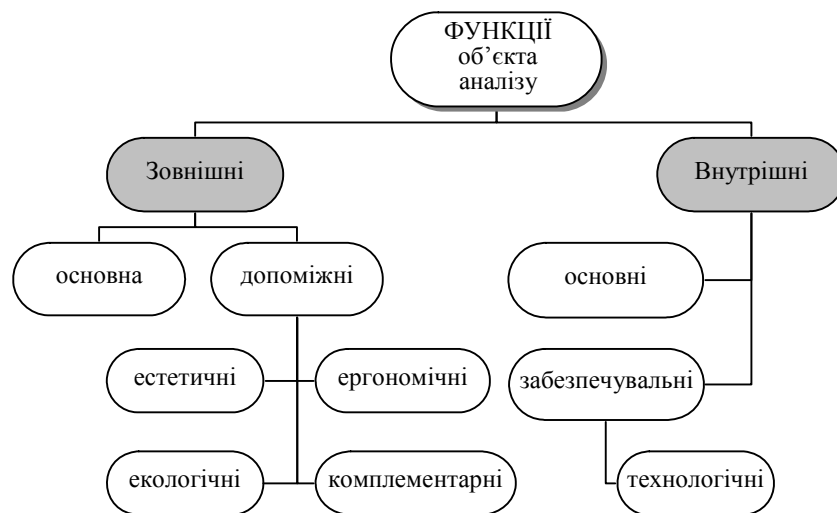 ФУНКЦІЇ
об’єкта
аналізу
Зовнішні
Внутрішні
основна
допоміжні
основні
естетичні
ергономічні
забезпечувальні
екологічні
комплементарні
технологічні